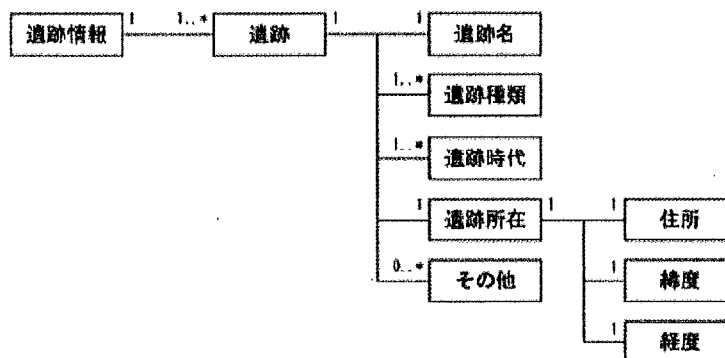 1 1..* 1 1
遺跡情報 遺跡 遺跡名
1..*
遺跡種類
1..*
遺跡時代
1 1 1
遺跡所在 住所
0..* 1
その他 緯度
1
経度